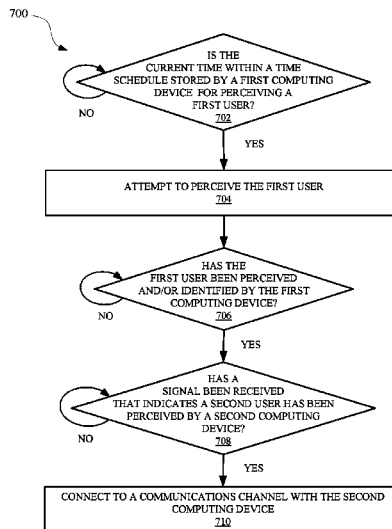 700
IS THE
CURRENT TIME WITHIN A TIME
SCHEDULE STORED BY A FIRST COMPUTING
DEVICE FOR PERCEIVING A
FIRST USER?
702
NO
YES
ATTEMPT TO PERCEIVE THE FIRST USER
704
HAS THE
FIRST USER BEEN PERCEIVED
AND/OR IDENTIFIED BY THE FIRST
COMPUTING DEVICE?
706
NO
YES
HAS A
SIGNAL BEEN RECEIVED
THAT INDICATES A SECOND USER HAS BEEN
PERCEIVED BY A SECOND COMPUTING
DEVICE?
708
NO
YES
CONNECT TO A COMMUNICATIONS CHANNEL WITH THE SECOND
COMPUTING DEVICE
710